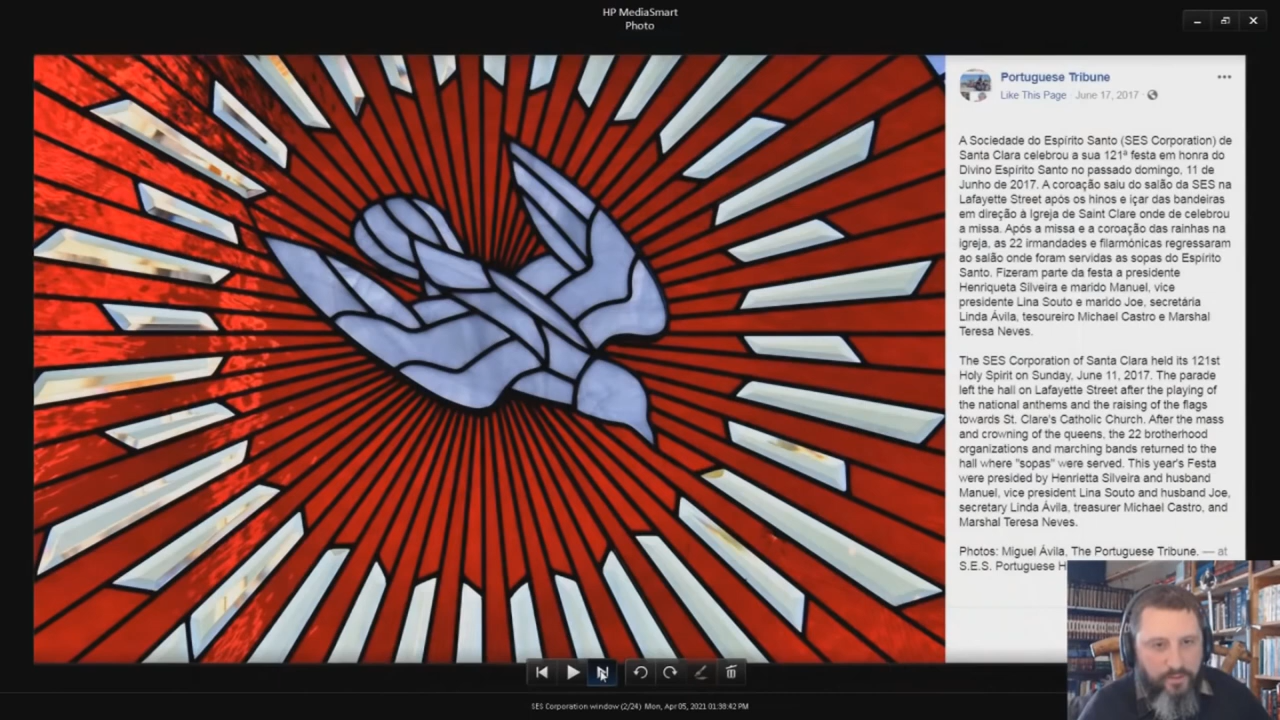 HP MediaSmart
Photo
Portuguese Tribune
Like This Page · June 17, 2017 ·
A Sociedade do Espírito Santo (SES Corporation) de
Santa Clara celebrou a sua 121ª festa em honra do
Divino Espirito Santo no passado domingo, 11 de
Junho de 2017. A coroação saiu do salão da SES na
Lafayette Street após os hinos e içar das bandeiras
em direção à Igreja de Saint Clare onde de celebrou
a missa. Após a missa e a coroação das rainhas na
igreja, as 22 irmandades e filarmónicas regressaram
ao salão onde foram servidas as sopas do Espírito
Santo. Fizeram parte da festa a presidente
Henriqueta Silveira e marido Manuel, vice
presidente Lina Souto e marido Joe, secretária
Linda Ávila, tesoureiro Michael Castro e Marshal
Teresa Neves.
The SES Corporation of Santa Clara held its 121st
Holy Spirit on Sunday, June 11, 2017. The parade
left the hall on Lafayette Street after the playing of
the national anthems and the raising of the flags
towards St. Clare's Catholic Church. After the mass
and crowning of the queens, the 22 brotherhood
organizations and marching bands returned to the
hall where "sopas" were served. This year's Festa
were presided by Henrietta Silveira and husband
Manuel, vice president Lina Souto and husband Joe,
secretary Linda Ávila, treasurer Michael Castro, and
Marshal Teresa Neves.
Photos: Miguel Ávila, The Portuguese Tribune. — at
S.E.S. Portuguese H
SES Corporation window (2/24) Mon, Apr 05, 2021 01:38:42 PM